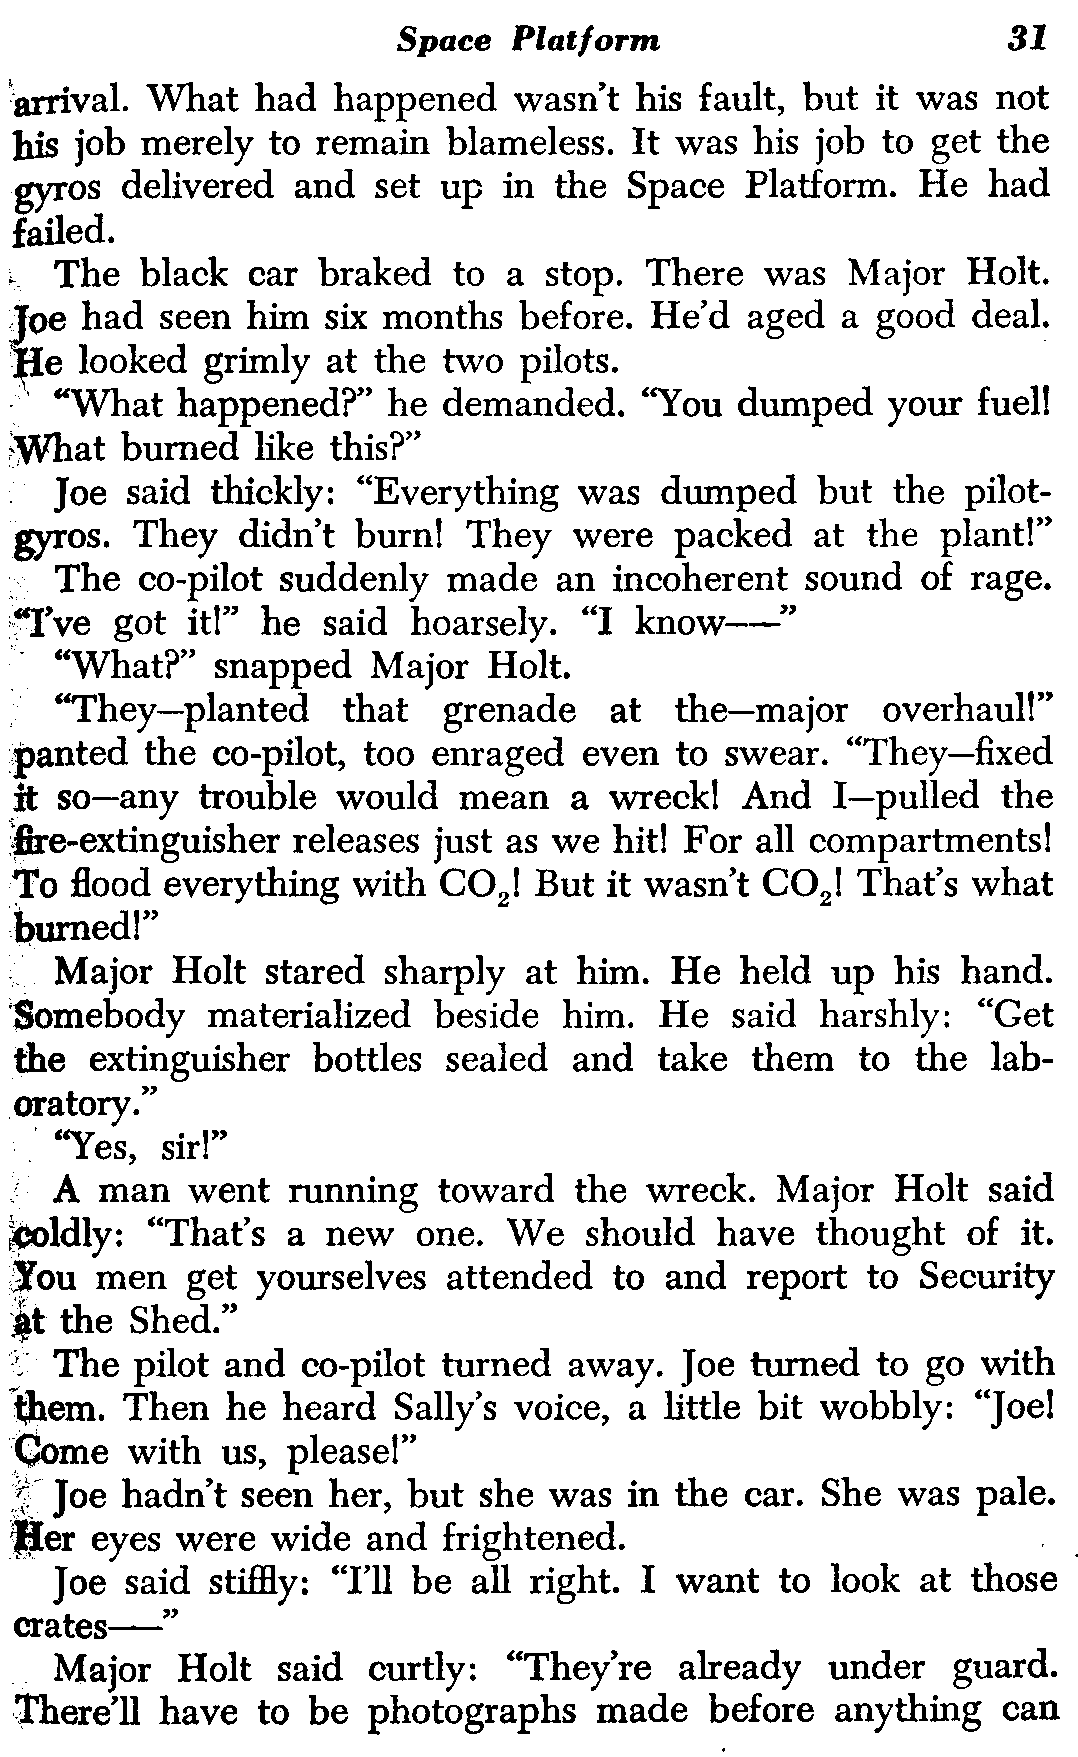 Space Platform 31
arrival. What had happened wasn't his fault, but it was not
his job merely to remain blameless. It was his job to get the
gyros delivered and set up in the Space Platform. He had
failed.
The black car braked to a stop. There was Major Holt.
Joe had seen him six months before. He'd aged a good deal.
He looked grimly at the two pilots.
“What happened?” he demanded. “You dumped your fuel!
What burned like this?”
Joe said thickly: “Everything was dumped but the pilot-
gyros. They didn't burn! They were packed at the plant!”
The co-pilot suddenly made an incoherent sound of rage.
“I've got it!” he said hoarsely. “I know——”
“What?” snapped Major Holt.
“They—planted that grenade at the—major overhaul!”
panted the co-pilot, too enraged even to swear. “They—fixed
it so—any trouble would mean a wreck! And I—pulled the
fire-extinguisher releases just as we hit! For all compartments!
To flood everything with CO₂! But it wasn't CO₂! That's what
burned!”
Major Holt stared sharply at him. He held up his hand.
Somebody materialized beside him. He said harshly: “Get
the extinguisher bottles sealed and take them to the lab-
oratory.”
“Yes, sir!”
A man went running toward the wreck. Major Holt said
coldly: “That's a new one. We should have thought of it.
You men get yourselves attended to and report to Security
at the Shed.”
The pilot and co-pilot turned away. Joe turned to go with
them. Then he heard Sally's voice, a little bit wobbly: “Joe!
Come with us, please!”
Joe hadn't seen her, but she was in the car. She was pale.
Her eyes were wide and frightened.
Joe said stiffly: “I'll be all right. I want to look at those
crates——”
Major Holt said curtly: “They're already under guard.
There'll have to be photographs made before anything can